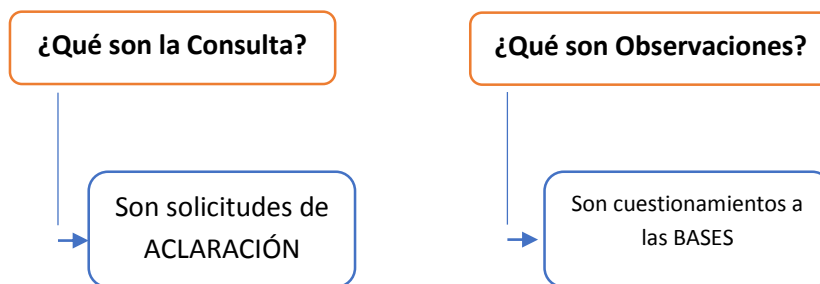 ¿Qué son la Consulta?
¿Qué son Observaciones?
Son solicitudes de
ACLARACIÓN
Son cuestionamientos a
las BASES